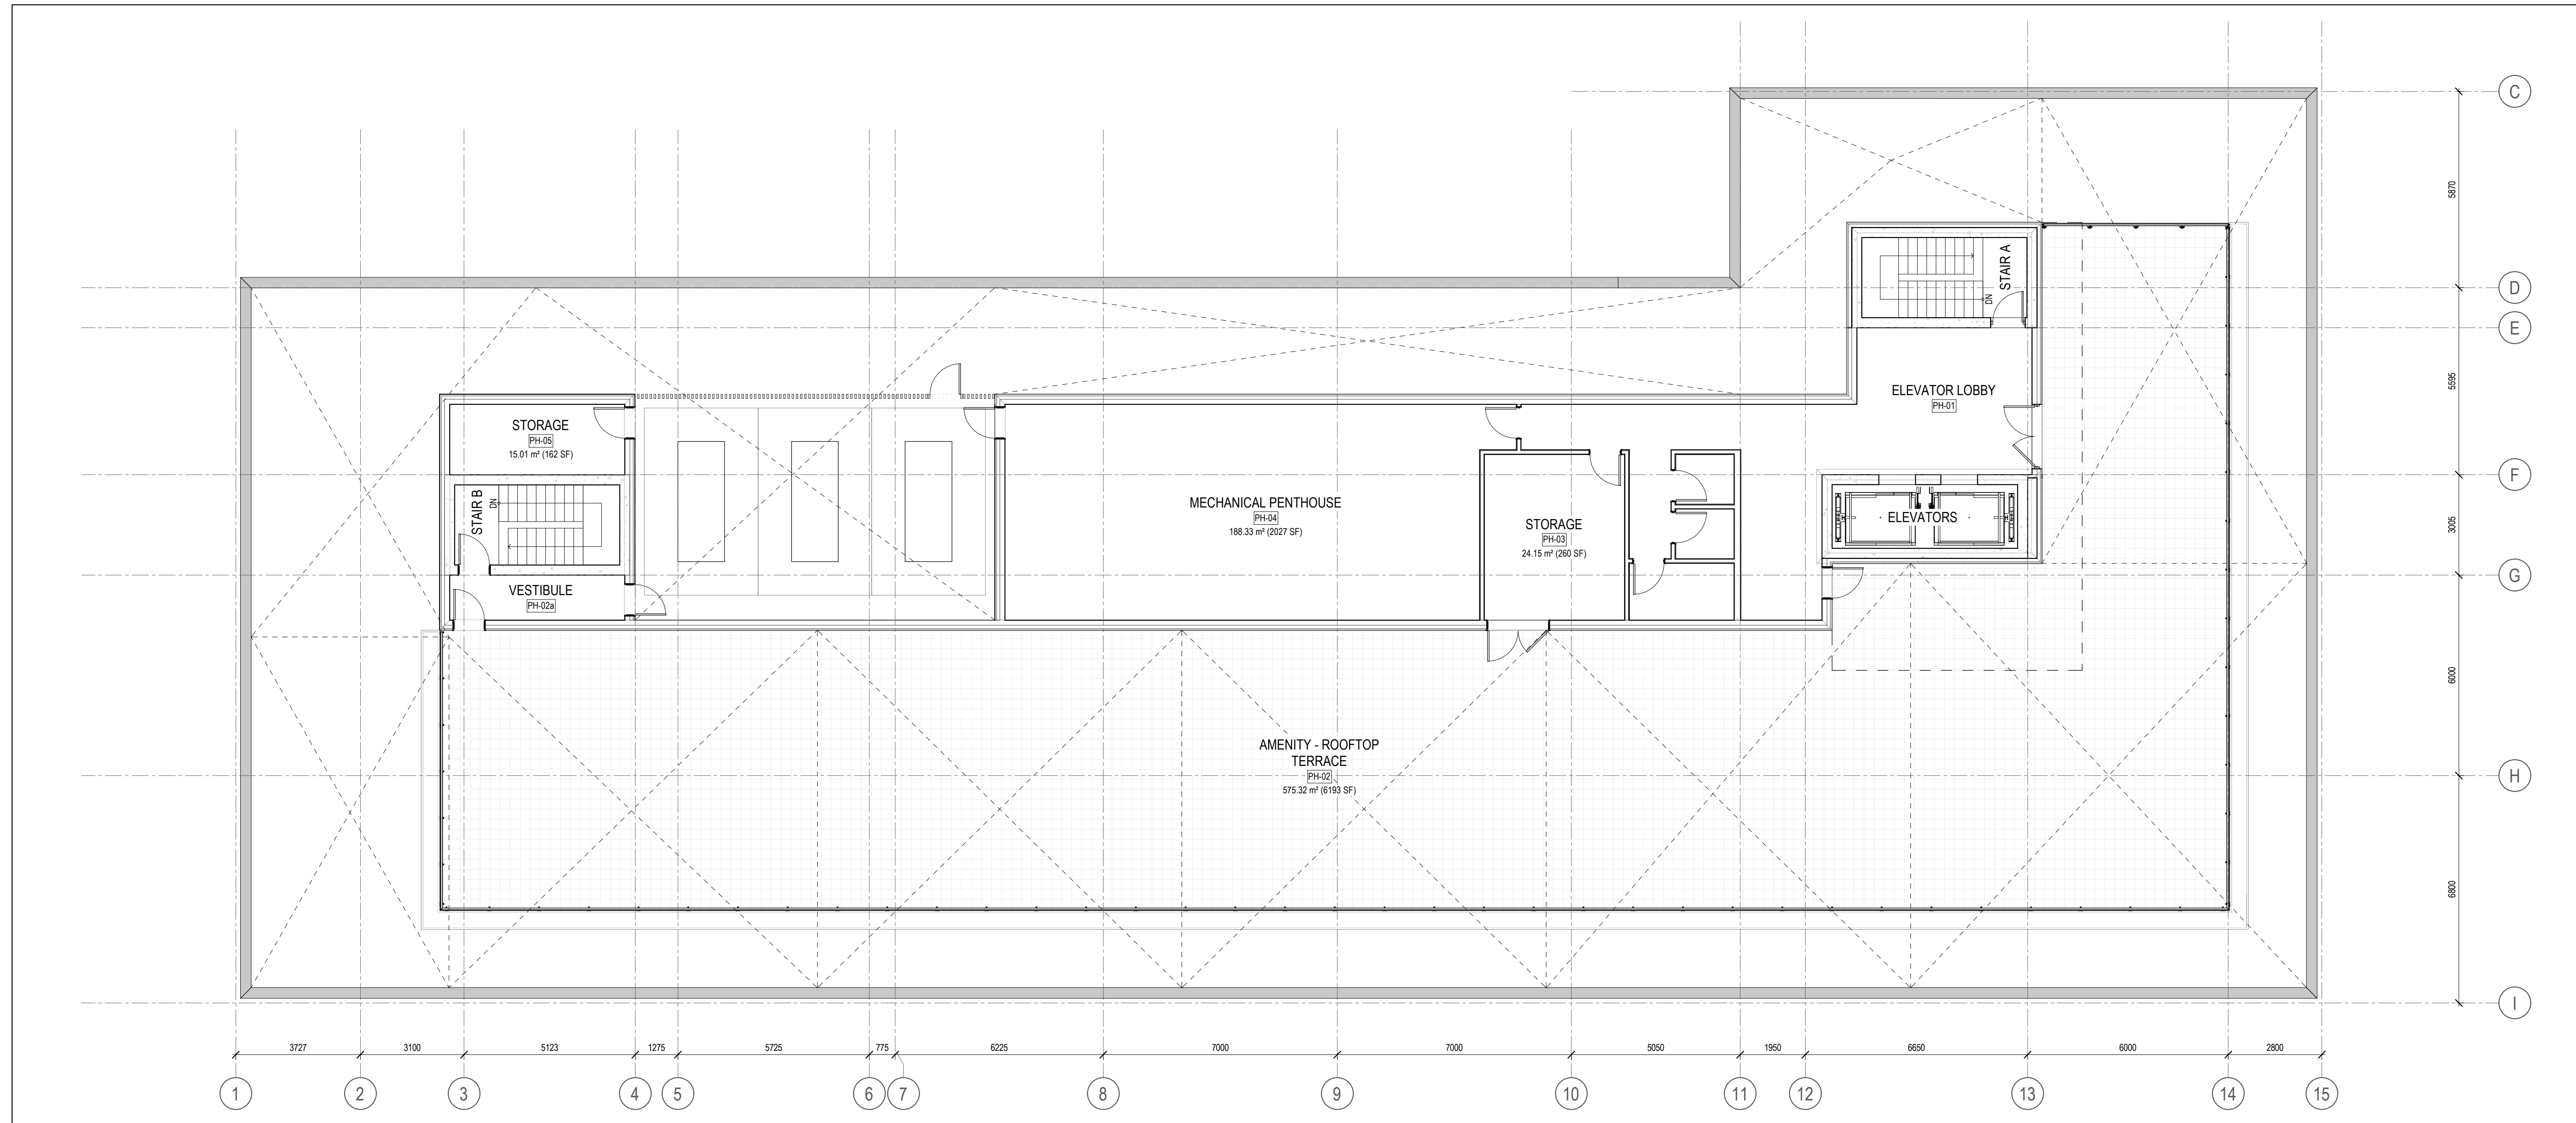 C
5870
STAIR A
DN
D
E
5595
ELEVATOR LOBBY
PH-01
STORAGE
PH-05
15.01 m² (162 SF)
F
STAIR B
DN
MECHANICAL PENTHOUSE
PH-04
188.33 m² (2027 SF)
STORAGE
PH-03
24.15 m² (260 SF)
ELEVATORS
3005
G
VESTIBULE
PH-02a
6000
AMENITY - ROOFTOP
TERRACE
PH-02
575.32 m² (6193 SF)
H
6800
I
3727 3100 5123 1275 5725 775 6225 7000 7000 5050 1950 6650 6000 2800
1 2 3 4 5 6 7 8 9 10 11 12 13 14 15